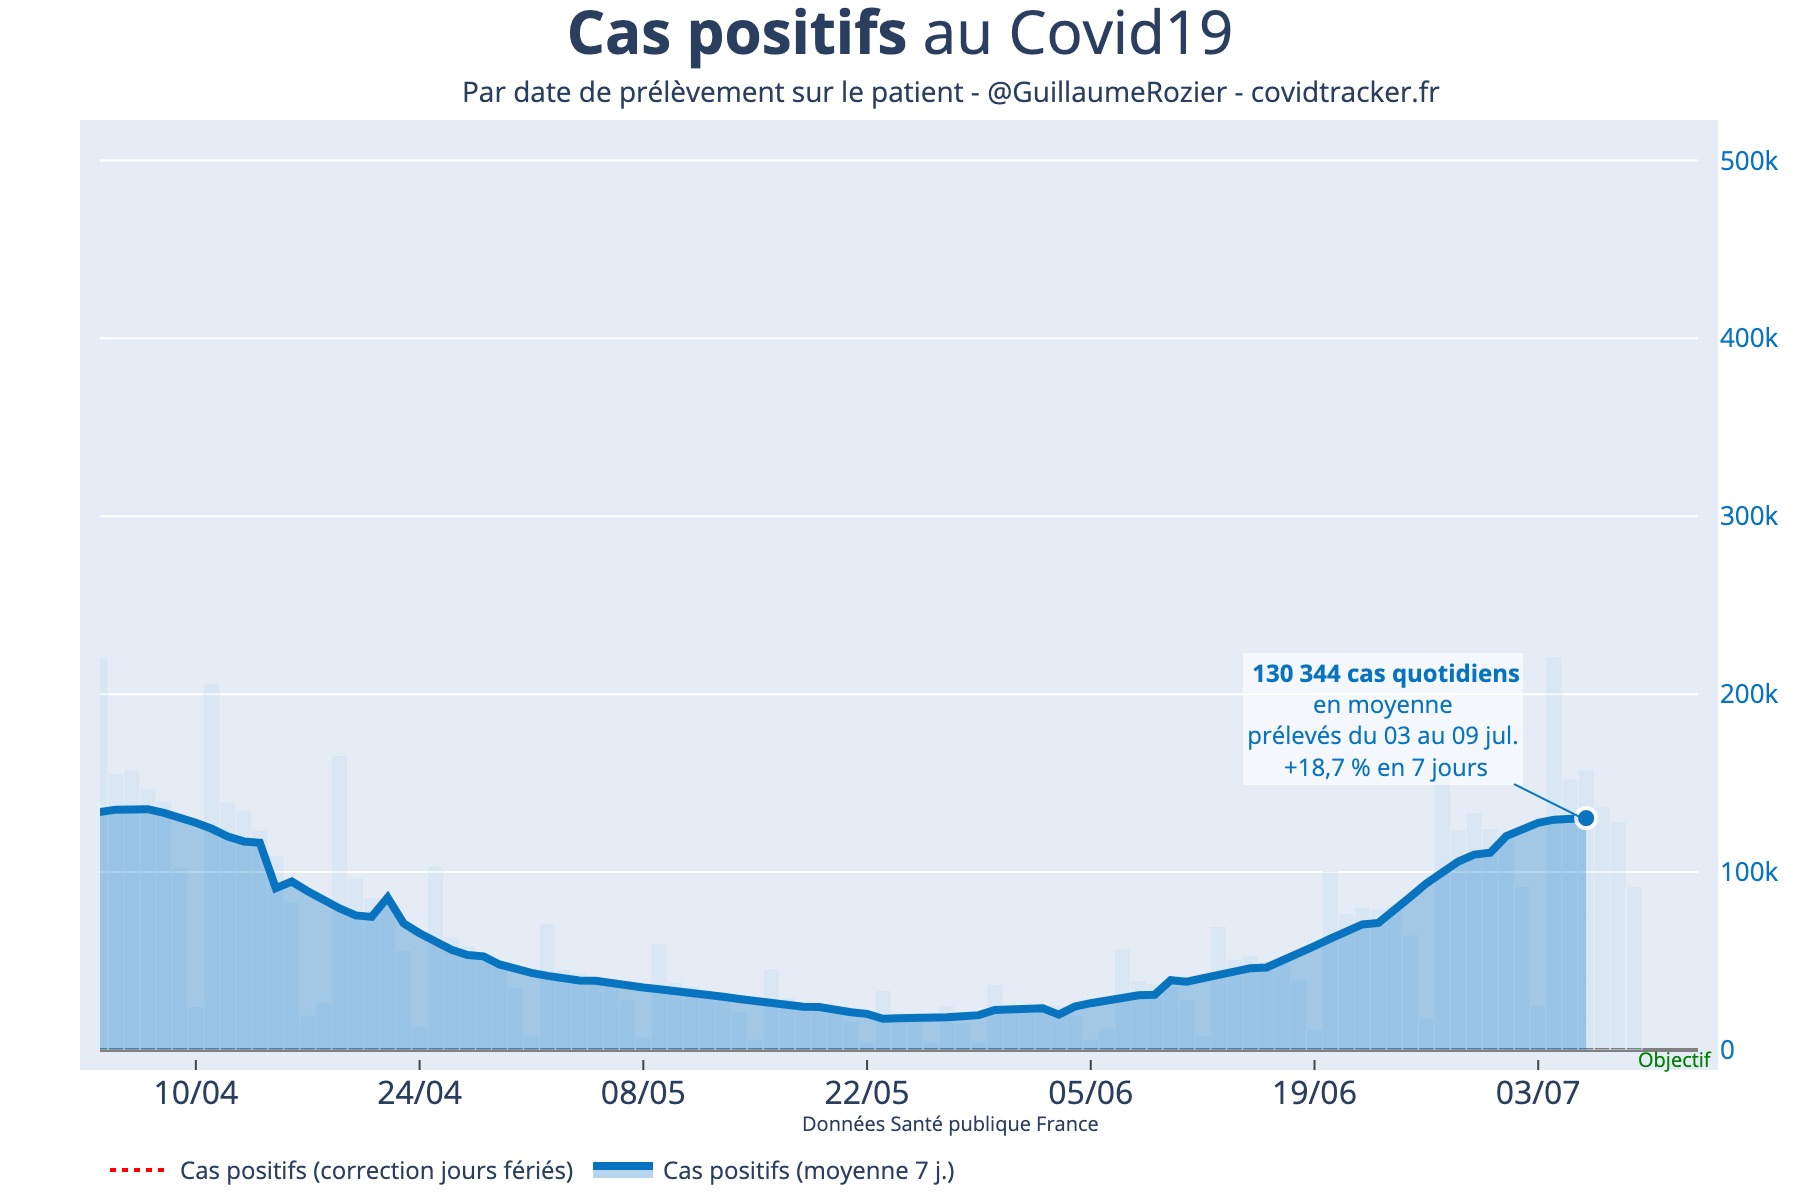 Cas positifs au Covid19
Par date de prélèvement sur le patient - @GuillaumeRozier - covidtracker.fr
500k
400k
300k
200k
100k
0
130 344 cas quotidiens
en moyenne
prélevés du 03 au 09 jul.
+18,7 % en 7 jours
Objectif
10/04 24/04 08/05 22/05 05/06 19/06 03/07
Données Santé publique France
Cas positifs (correction jours fériés) Cas positifs (moyenne 7 j.)